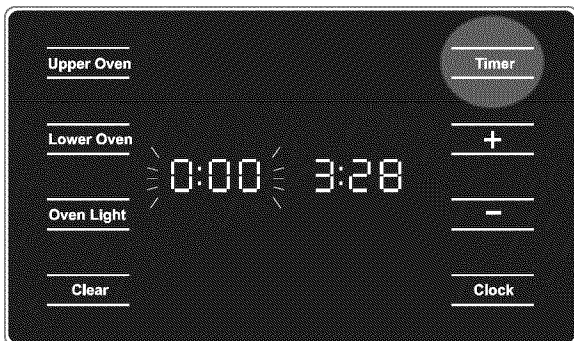 Upper Oven
Timer
Lower Oven
+
0:00 3:28
Oven Light
-
Clear
Clock